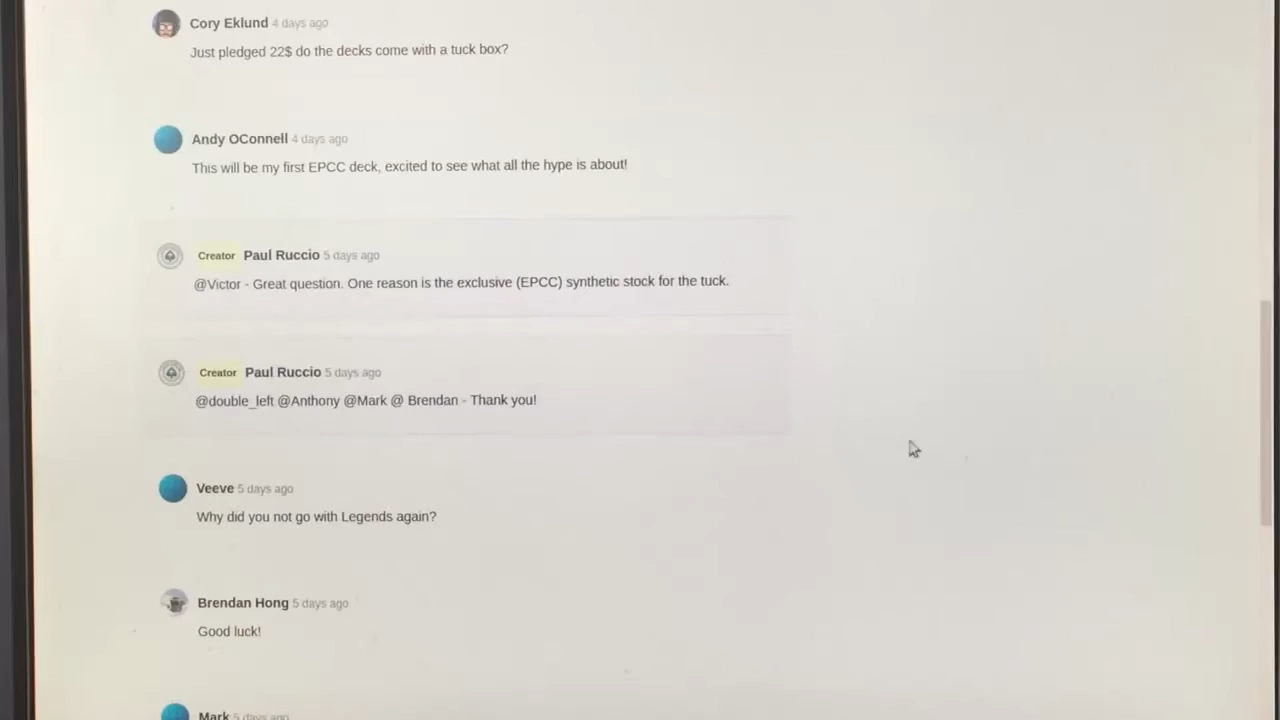 Cory Eklund 4 days ago
Just pledged 22$ do the decks come with a tuck box?
Andy OConnell 4 days ago
This will be my first EPCC deck, excited to see what all the hype is about!
Creator Paul Ruccio 5 days ago
@Victor - Great question. One reason is the exclusive (EPCC) synthetic stock for the tuck.
Creator Paul Ruccio 5 days ago
@double_left @Anthony @Mark @ Brendan - Thank you!
Veeve 5 days ago
Why did you not go with Legends again?
Brendan Hong 5 days ago
Good luck!
Mark 5 days ago